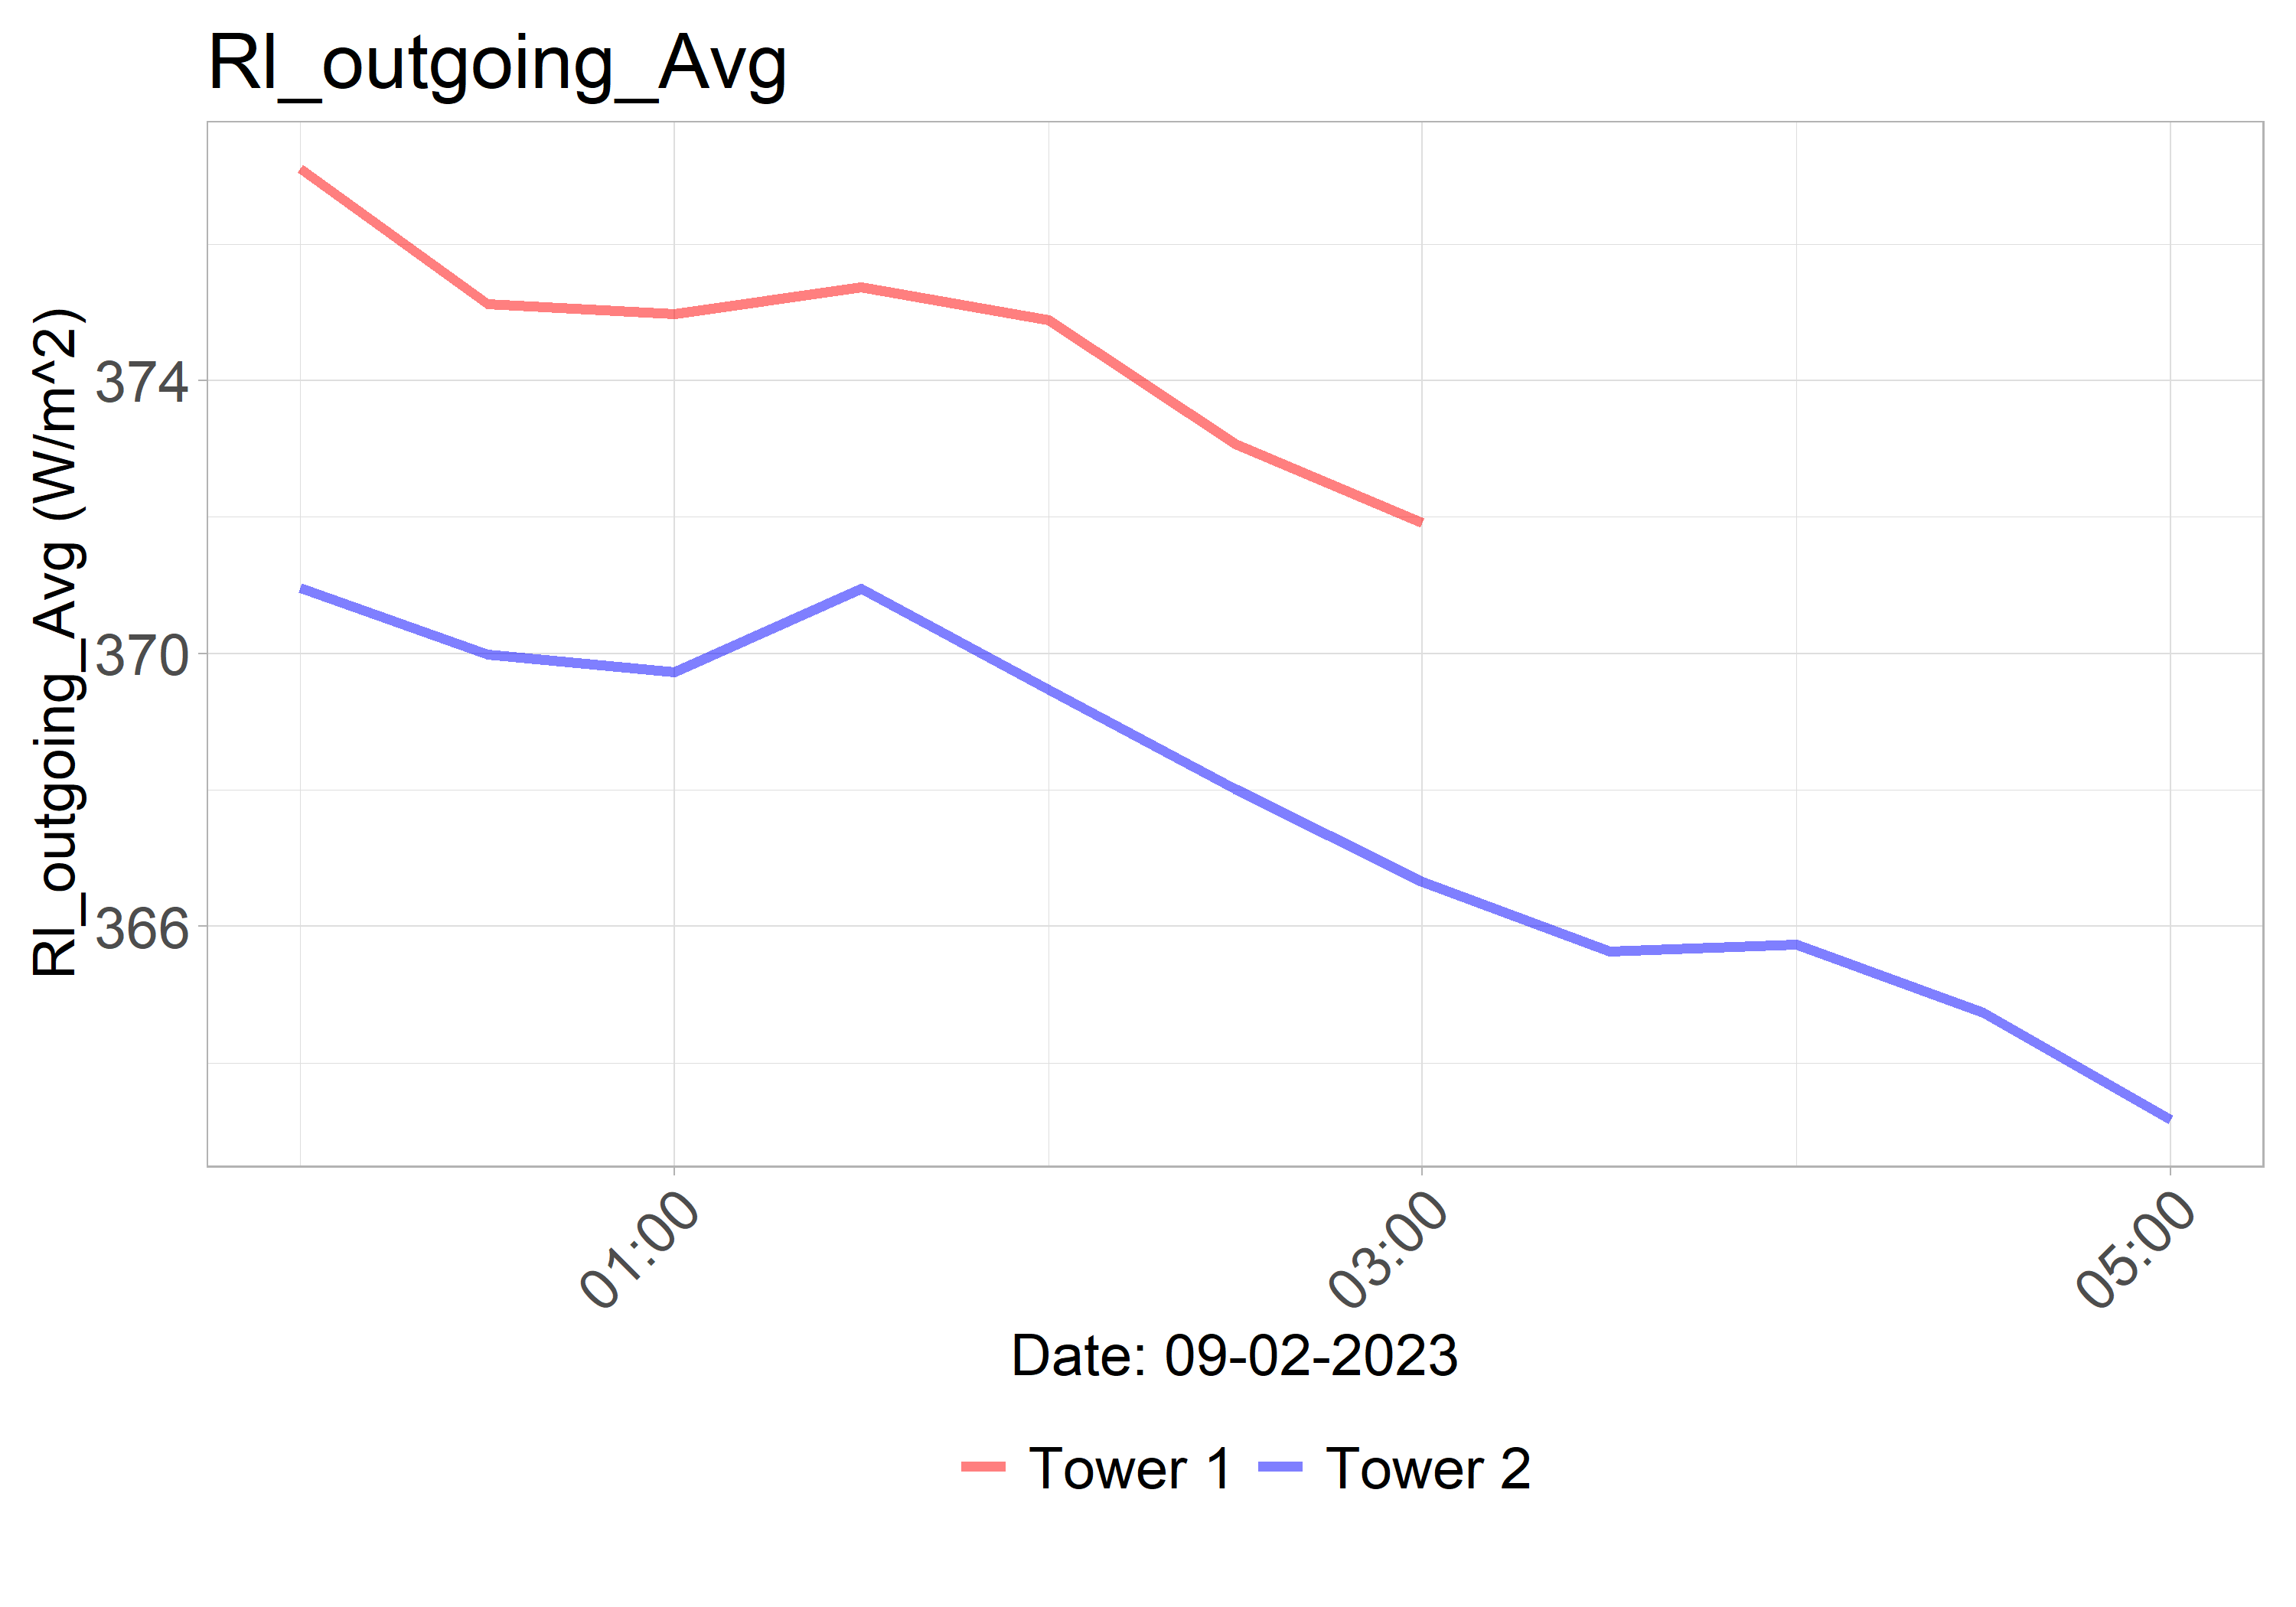 Rl_outgoing_Avg
Rl_outgoing_Avg (W/m^2)
374
370
366
01:00
03:00
05:00
Date: 09-02-2023
Tower 1
Tower 2